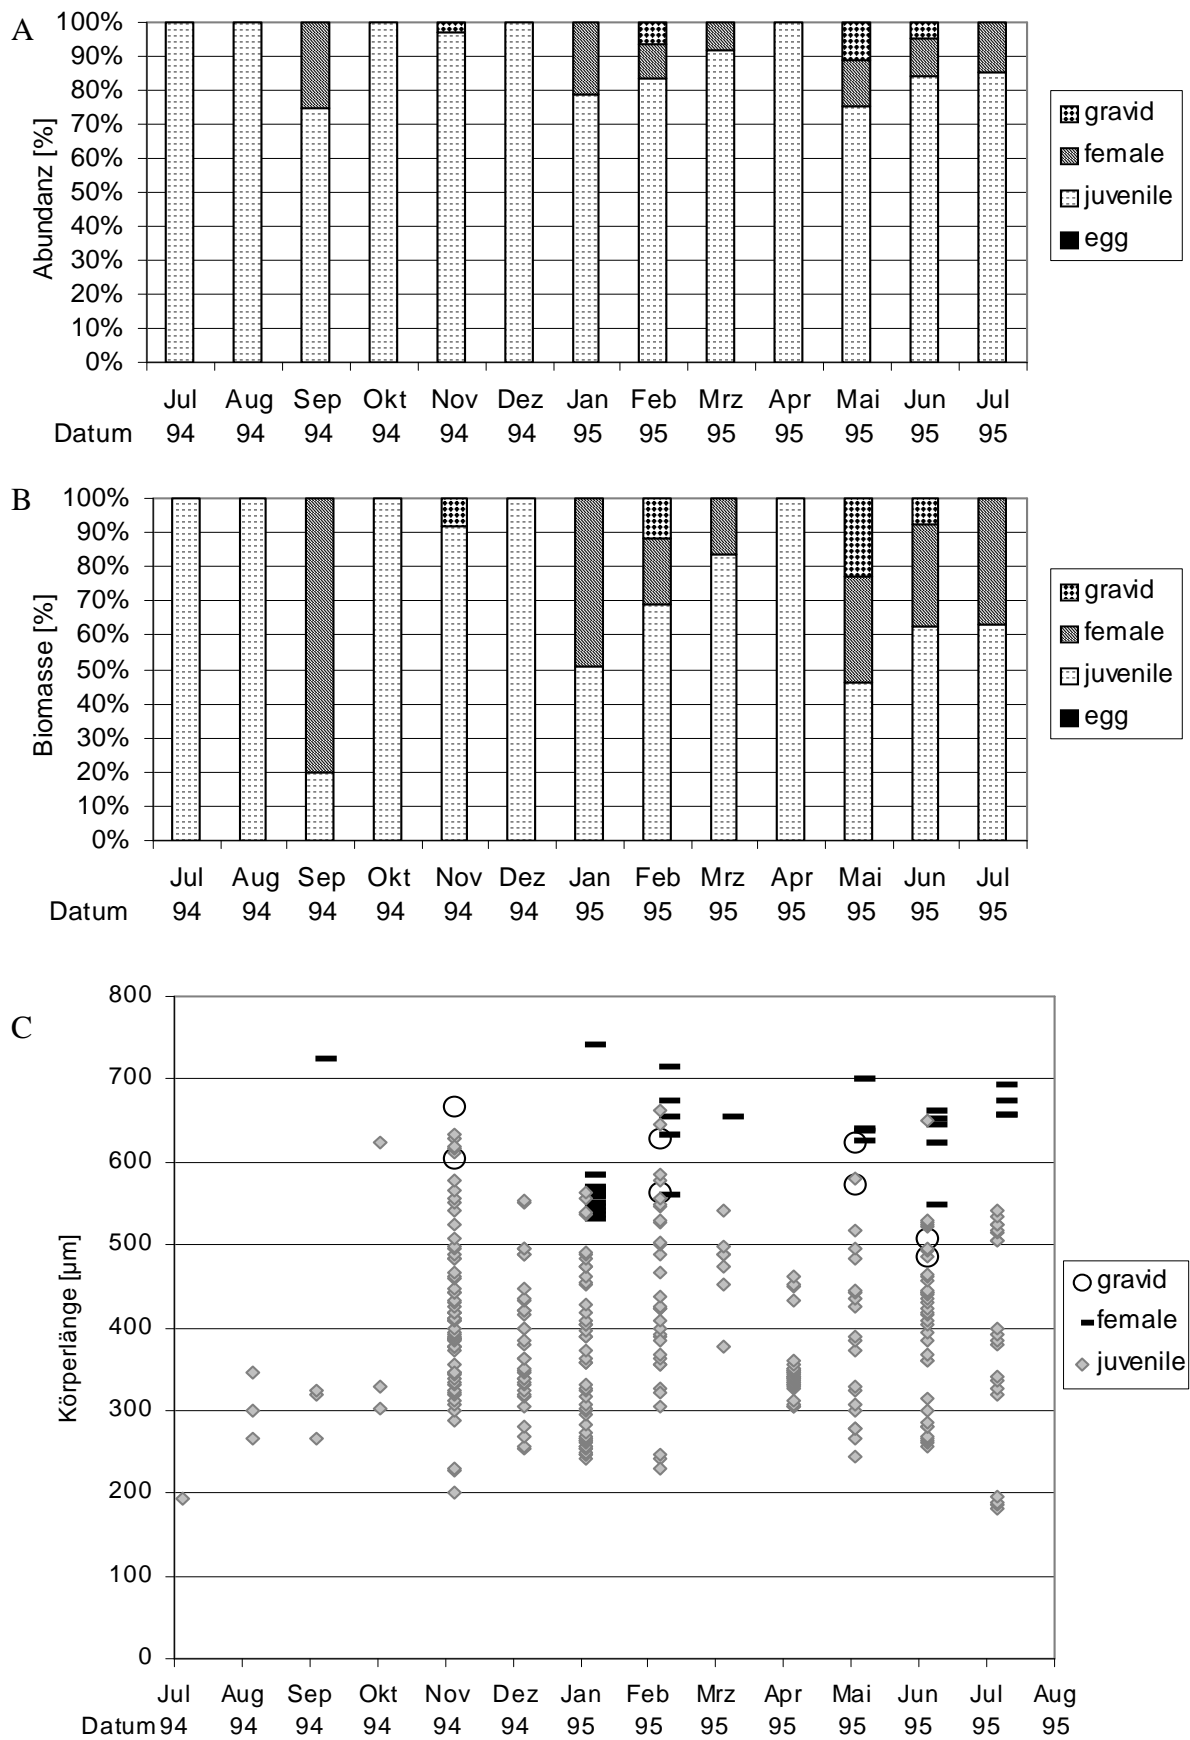 A
100%
90%
80%
70%
60%
50%
40%
30%
20%
10%
0%
Abundanz [%]
Jul Aug Sep Okt Nov Dez Jan Feb Mrz Apr Mai Jun Jul
Datum 94 94 94 94 94 94 95 95 95 95 95 95 95
gravid
female
juvenile
egg
B
100%
90%
80%
70%
60%
50%
40%
30%
20%
10%
0%
Biomasse [%]
Jul Aug Sep Okt Nov Dez Jan Feb Mrz Apr Mai Jun Jul
Datum 94 94 94 94 94 94 95 95 95 95 95 95 95
gravid
female
juvenile
egg
C
800
700
600
500
400
300
200
100
0
Körperlänge [µm]
Jul Aug Sep Okt Nov Dez Jan Feb Mrz Apr Mai Jun Jul Aug
Datum 94 94 94 94 94 94 95 95 95 95 95 95 95 95
gravid
female
juvenile